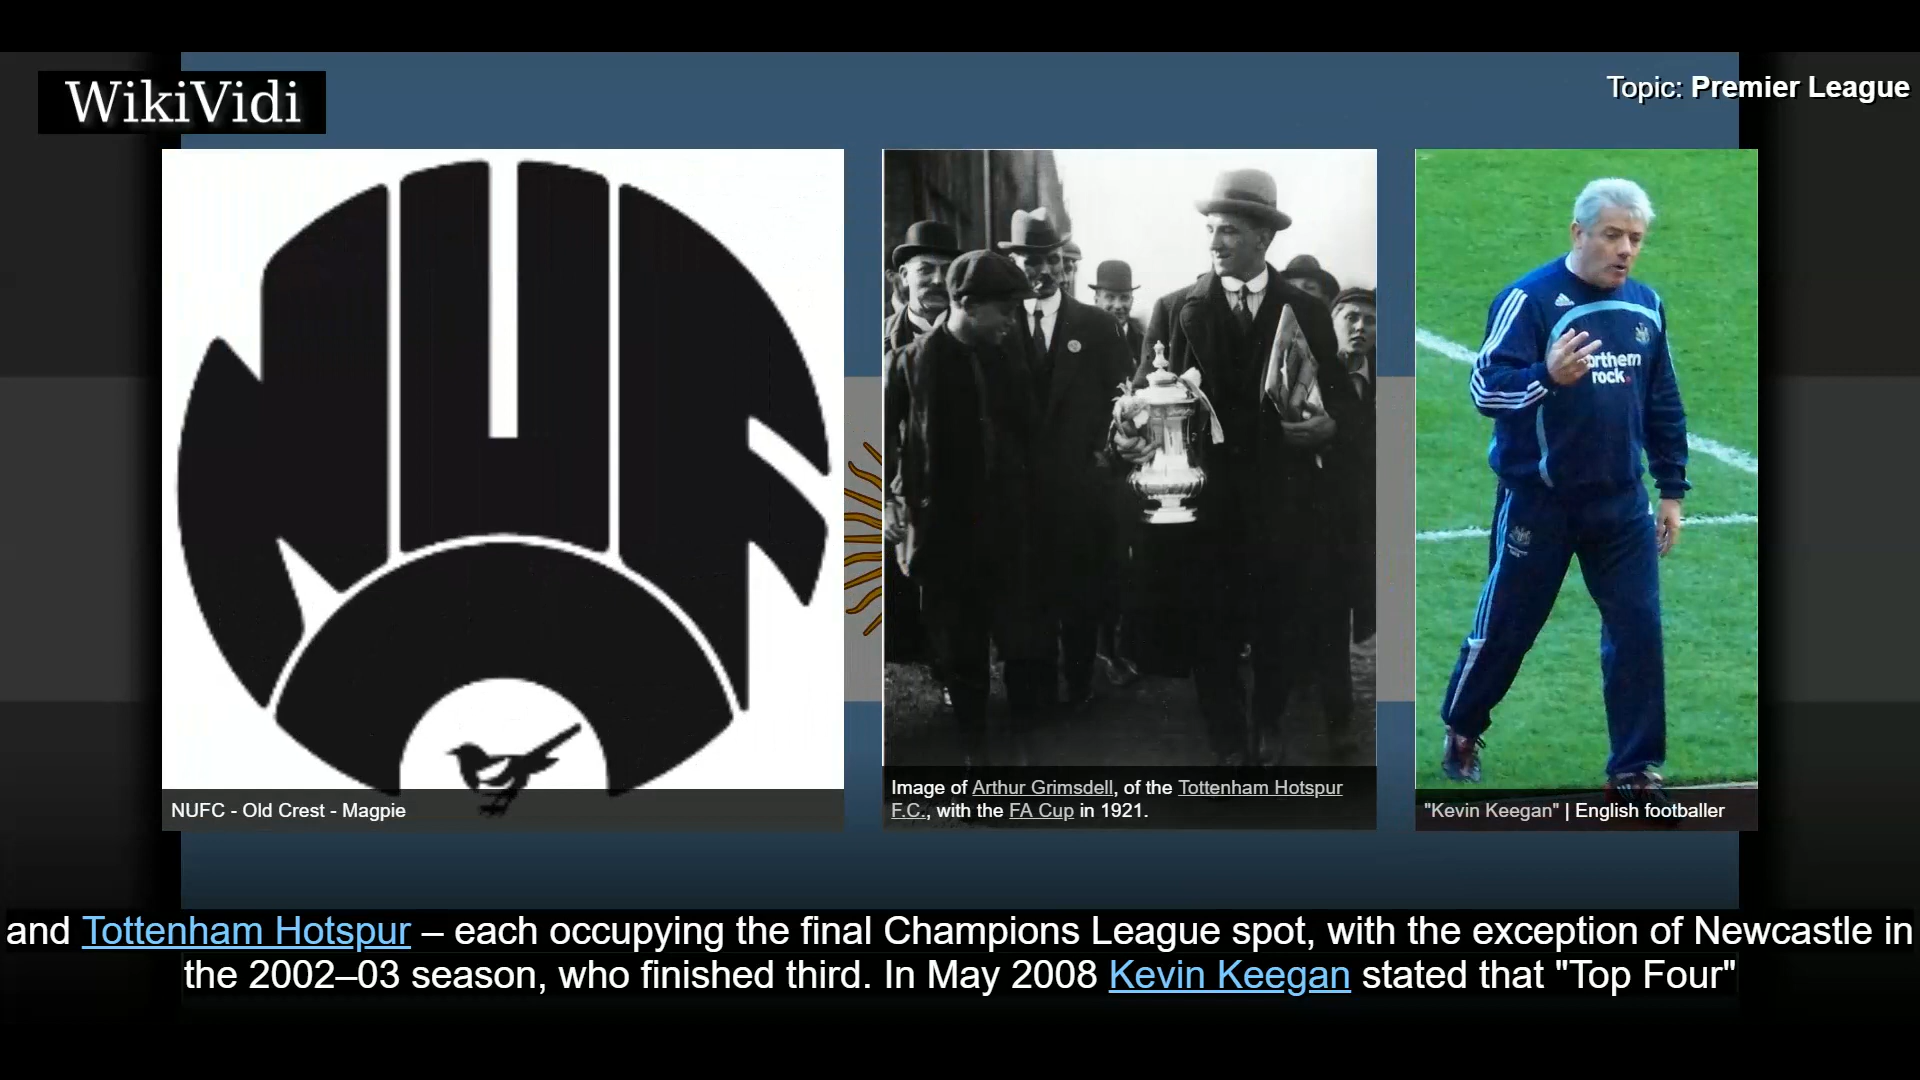 WikiVidi
Topic: Premier League
NUFC
NUFC - Old Crest - Magpie
Image of Arthur Grimsdell, of the Tottenham Hotspur
F.C., with the FA Cup in 1921.
orthern
rock.
"Kevin Keegan" | English footballer
and Tottenham Hotspur – each occupying the final Champions League spot, with the exception of Newcastle in
the 2002–03 season, who finished third. In May 2008 Kevin Keegan stated that "Top Four"